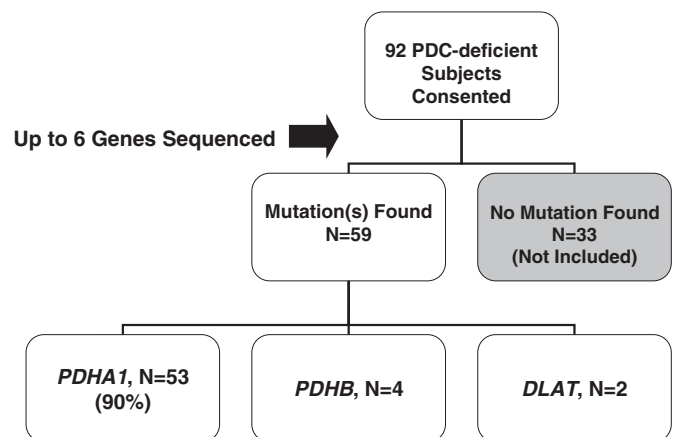 92 PDC-deficient
Subjects
Consented
Up to 6 Genes Sequenced
Mutation(s) Found
N=59
No Mutation Found
N=33
(Not Included)
PDHA1, N=53
(90%)
PDHB, N=4
DLAT, N=2